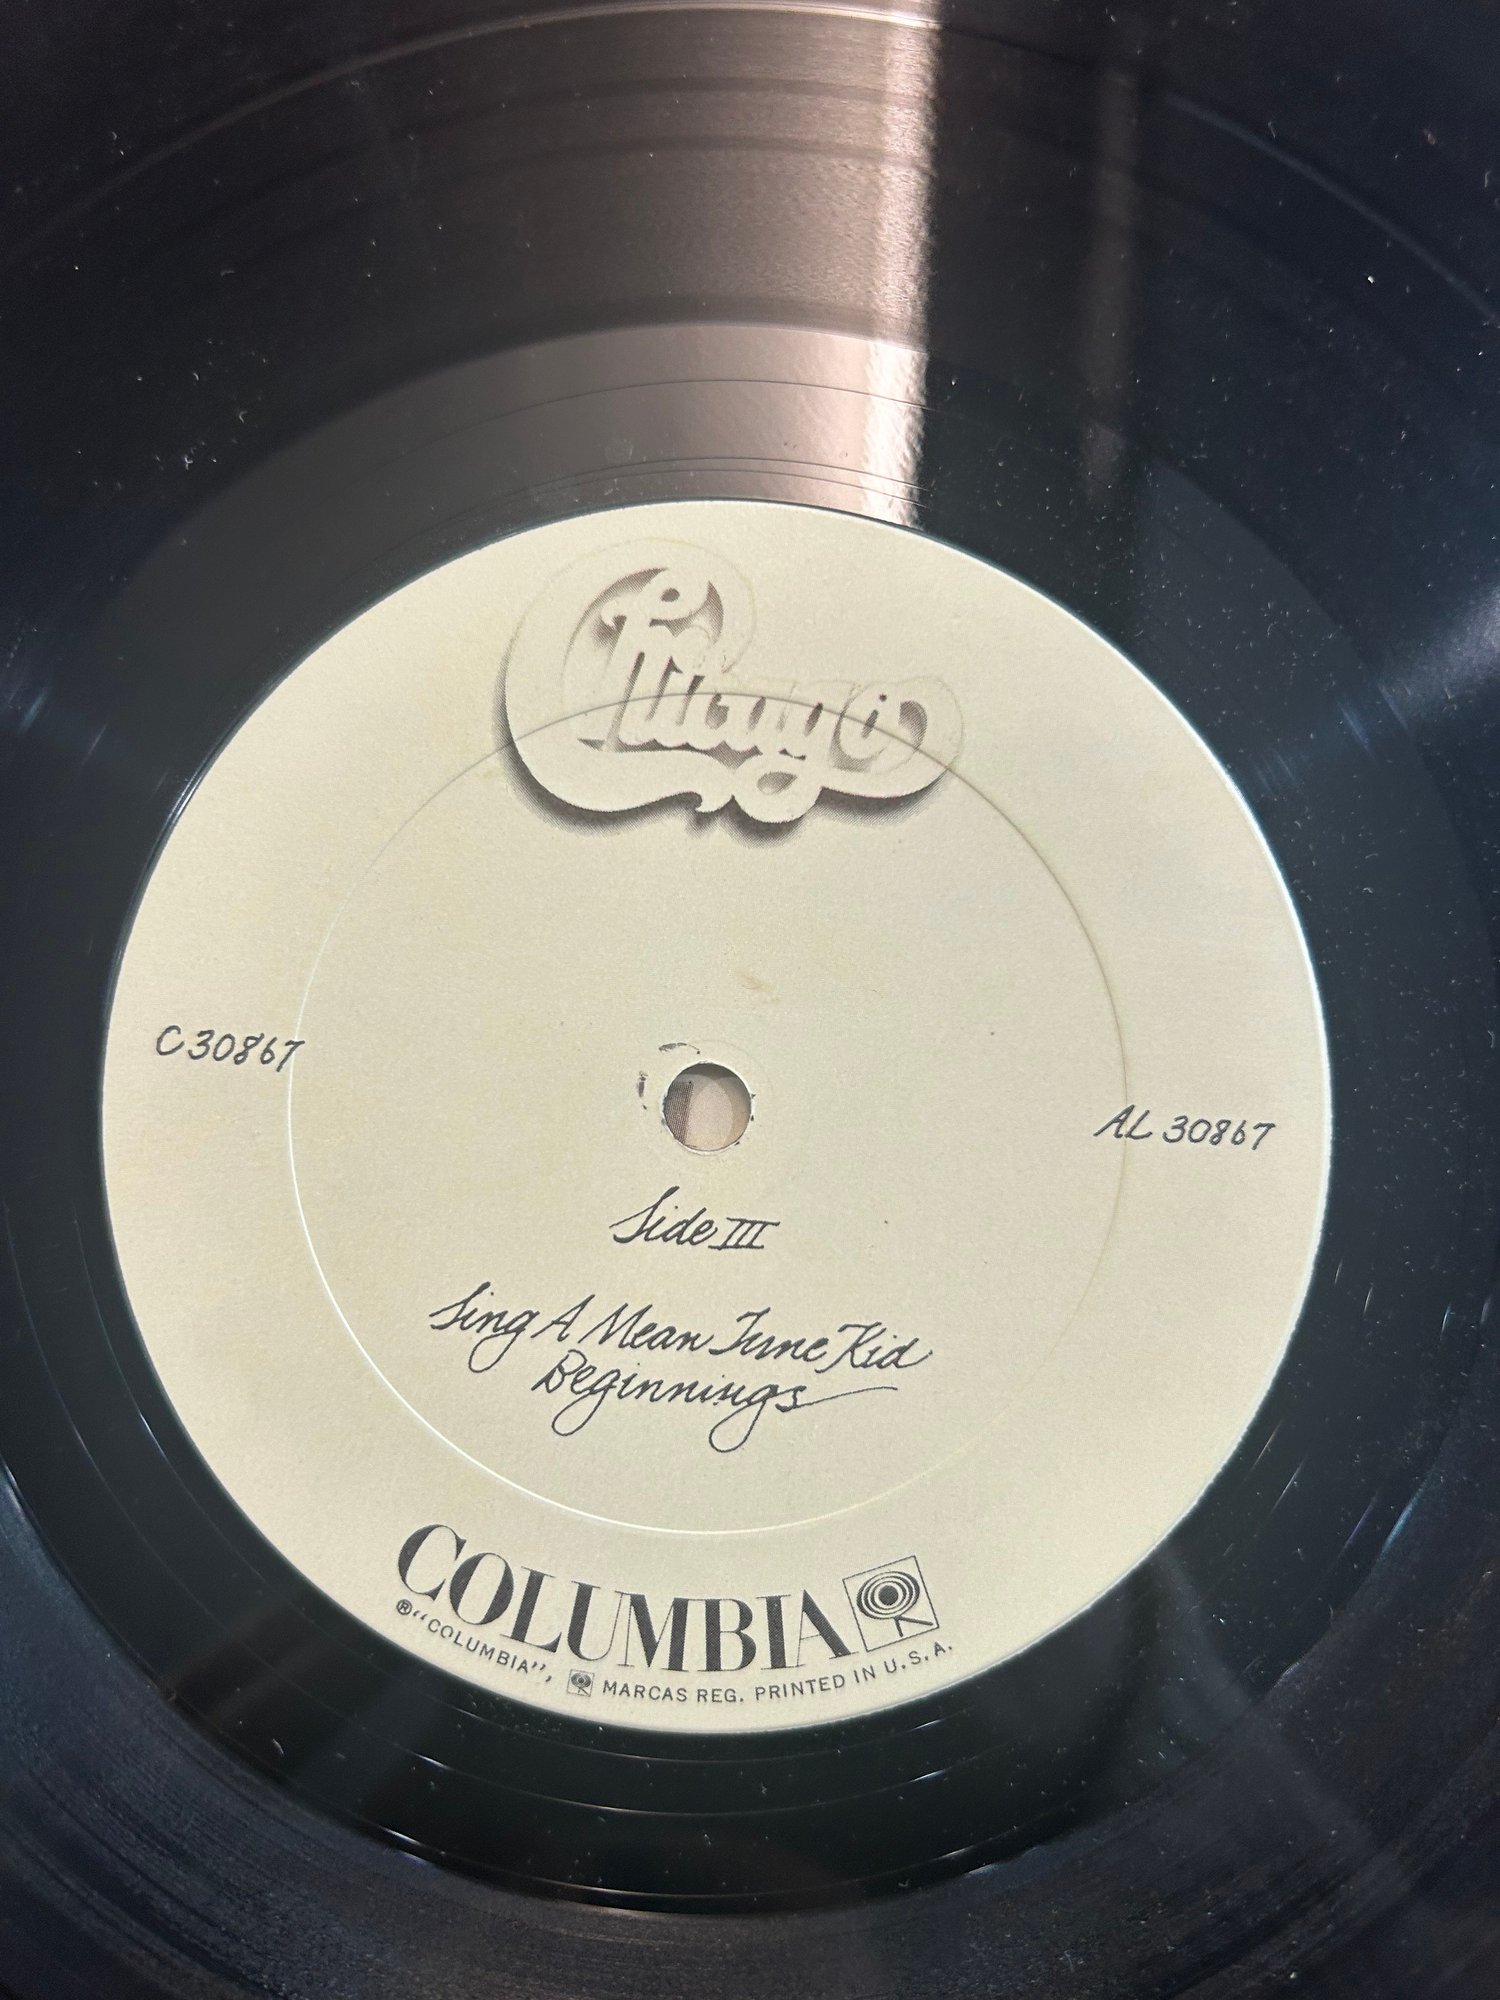 Chicago
C 30867
AL 30867
Side III
Sing A Mean Tune Kid
Beginnings
COLUMBIA
® "COLUMBIA", MARCAS REG. PRINTED IN U.S.A.